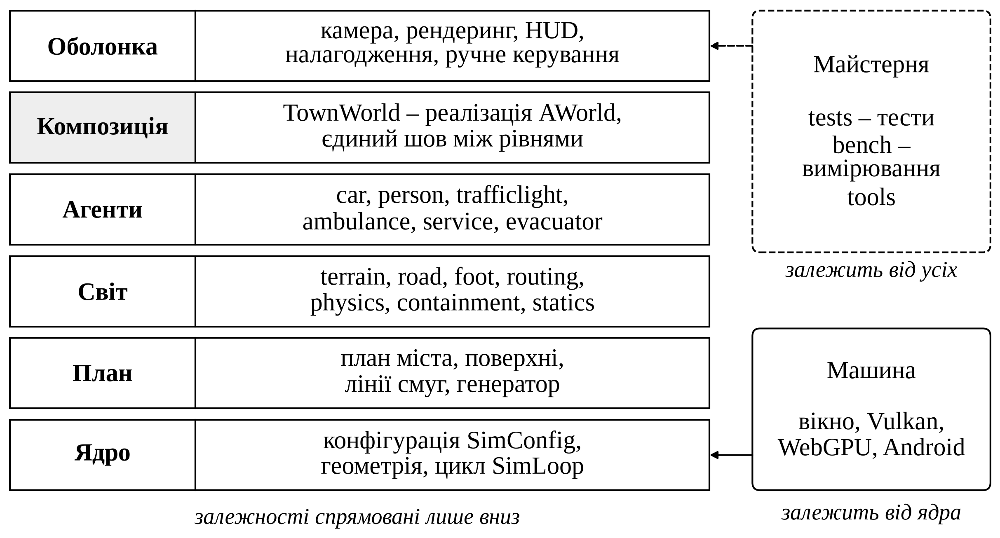 Оболонка
камера, рендеринг, HUD,
налагодження, ручне керування
Композиція
TownWorld – реалізація AWorld,
єдиний шов між рівнями
Агенти
car, person, trafficlight,
ambulance, service, evacuator
Світ
terrain, road, foot, routing,
physics, containment, statics
План
план міста, поверхні,
лінії смуг, генератор
Ядро
конфігурація SimConfig,
геометрія, цикл SimLoop
залежності спрямовані лише вниз
Майстерня
tests – тести
bench –
вимірювання
tools
залежить від усіх
Машина
вікно, Vulkan,
WebGPU, Android
залежить від ядра